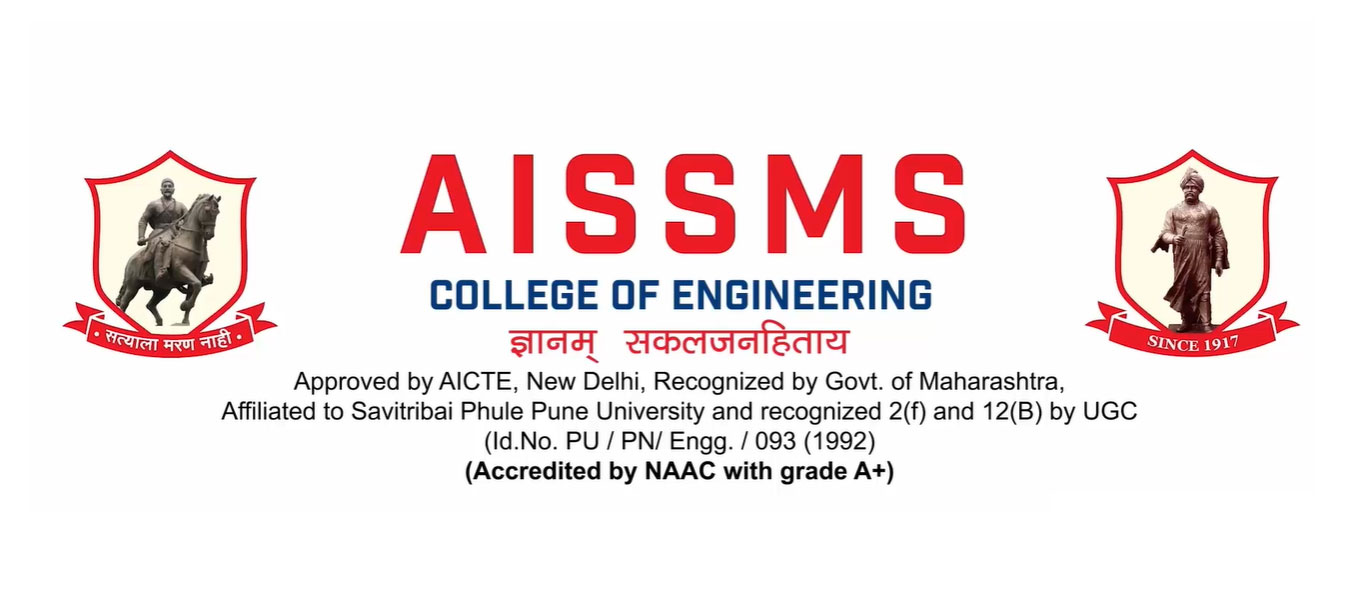 AISSMS
COLLEGE OF ENGINEERING
ज्ञानम् सकलजनहिताय
Approved by AICTE, New Delhi, Recognized by Govt. of Maharashtra,
Affiliated to Savitribai Phule Pune University and recognized 2(f) and 12(B) by UGC
(Id.No. PU / PN/ Engg. / 093 (1992)
(Accredited by NAAC with grade A+)
• सत्याला मरण नाही •
SINCE 1917